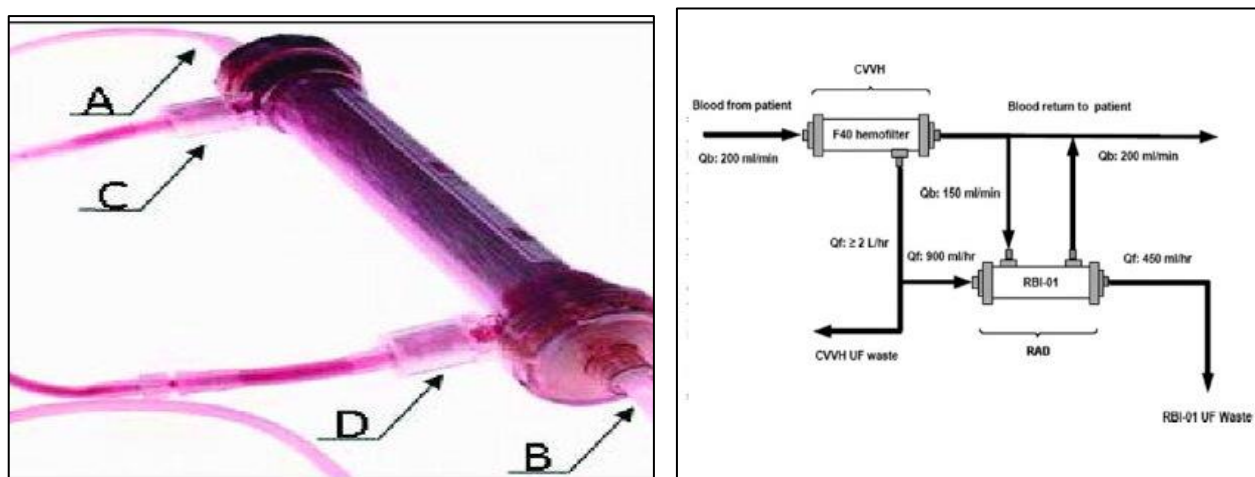 A
C
D
B
CVVH
Blood from patient
Blood return to patient
F40 hemofilter
Qb: 200 ml/min
Qb: 200 ml/min
Qb: 150 ml/min
Qf: ≥ 2 L/hr
Qf: 900 ml/hr
Qf: 450 ml/hr
RBI-01
CVVH UF waste
RAD
RBI-01 UF Waste